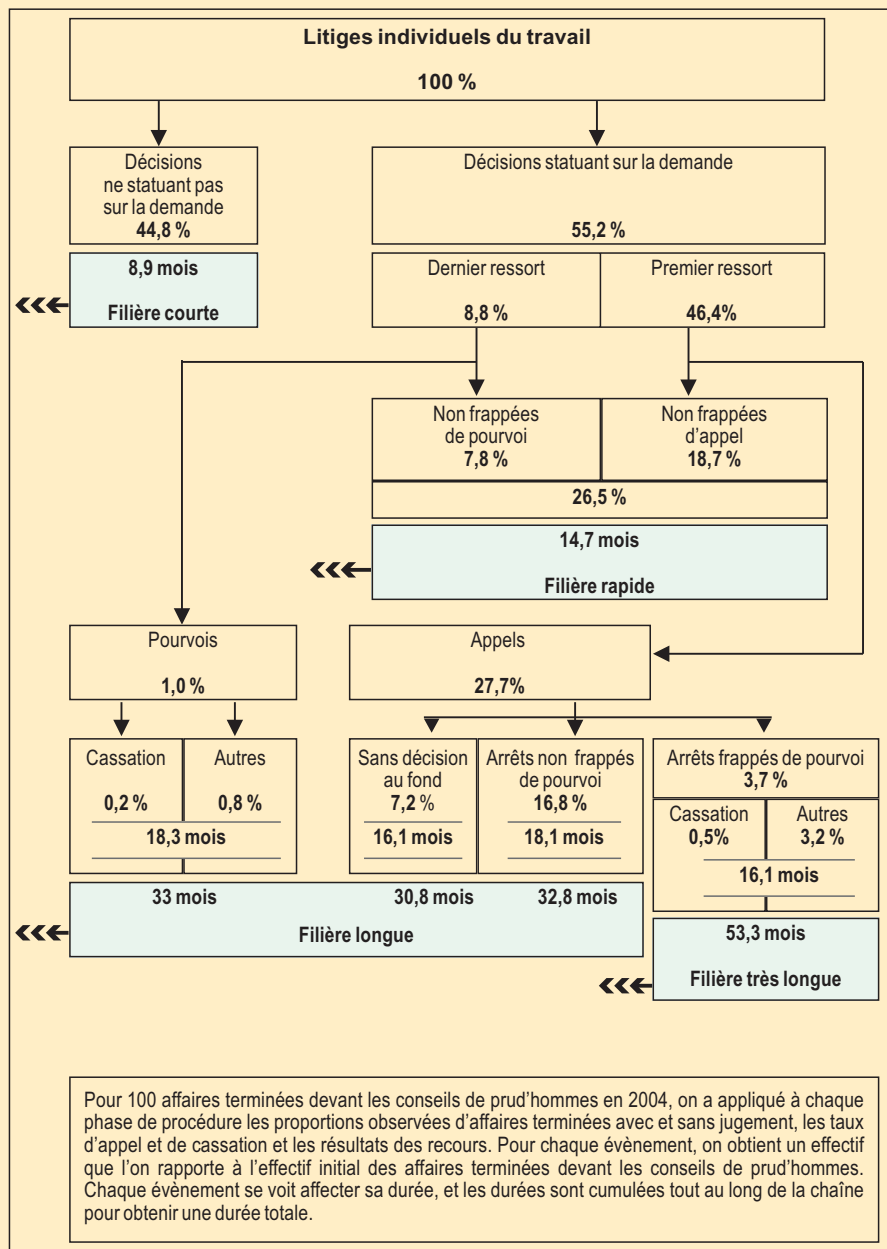 Litiges individuels du travail
100 %
Décisions
ne statuant pas
sur la demande
44,8 %
8,9 mois
Filière courte
Décisions statuant sur la demande
55,2 %
Dernier ressort
8,8 %
Premier ressort
46,4%
Non frappées
de pourvoi
7,8 %
Non frappées
d’appel
18,7 %
26,5 %
14,7 mois
Filière rapide
Pourvois
1,0 %
Appels
27,7%
Cassation
0,2 %
Autres
0,8 %
18,3 mois
Sans décision
au fond
7,2 %
16,1 mois
Arrêts non frappés
de pourvoi
16,8 %
18,1 mois
Arrêts frappés de pourvoi
3,7 %
Cassation
0,5%
Autres
3,2 %
16,1 mois
33 mois
30,8 mois
32,8 mois
Filière longue
53,3 mois
Filière très longue
Pour 100 affaires terminées devant les conseils de prud’hommes en 2004, on a appliqué à chaque
phase de procédure les proportions observées d’affaires terminées avec et sans jugement, les taux
d’appel et de cassation et les résultats des recours. Pour chaque évènement, on obtient un effectif
que l’on rapporte à l’effectif initial des affaires terminées devant les conseils de prud’hommes.
Chaque évènement se voit affecter sa durée, et les durées sont cumulées tout au long de la chaîne
pour obtenir une durée totale.